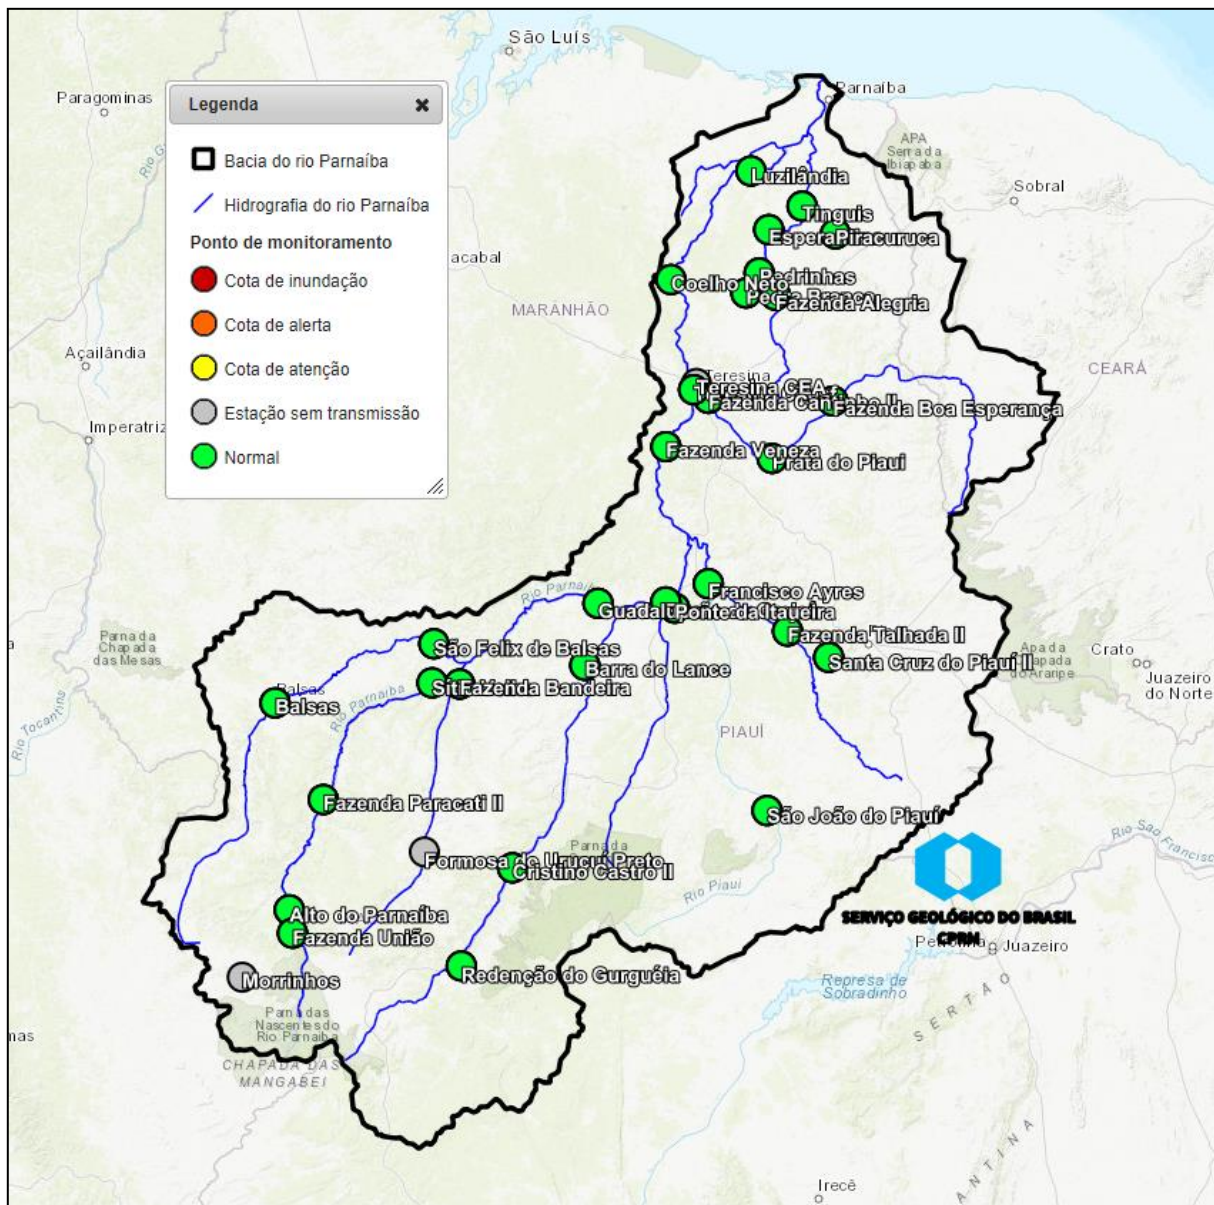 São Luís
Parnaíba
Paragominas
Legenda
Bacia do rio Parnaíba
Hidrografia do rio Parnaíba
Ponto de monitoramento
Cota de inundação
Cota de alerta
Cota de atenção
Estação sem transmissão
Normal
APA
Serra da
Ibiapaba
Sobral
Luzilândia
Tinguis
Piracuruca
acabal
Pedrinhas
Coelho Neto
Fazenda Alegria
MARANHÃO
Açailândia
CEARÁ
Teresina
Teresina CEA
Fazenda Boa Esperança
Imperatriz
Fazenda Veneza
Prata do Piauí
Rio Parnaíba
Francisco Ayres
Ponte da Itaueira
Fazenda Talhada II
Santa Cruz do Piauí II
Parna da
Chapada
das Mesas
São Felix de Balsas
Barra do Lance
Fazenda Bandeira
Crato
Juazeiro
do Norte
Balsas
Balsas
Rio Parnaíba
Rio Tocantins
PIAUÍ
Fazenda Paracati II
São João do Piauí
Rio São Francisco
Parna da
Formosa do Uruçuí Preto
Cristino Castro II
Rio Piauí
Alto do Parnaíba
Fazenda União
SERVIÇO GEOLÓGICO DO BRASIL
CPRM
Petrolina
Juazeiro
Morrinhos
Redenção do Gurguéia
Represa de
Sobradinho
SERTÃO
Parna das
Nascentes do
Rio Parnaíba
mas
CHAPADA DAS
MANGABEI
Irecê